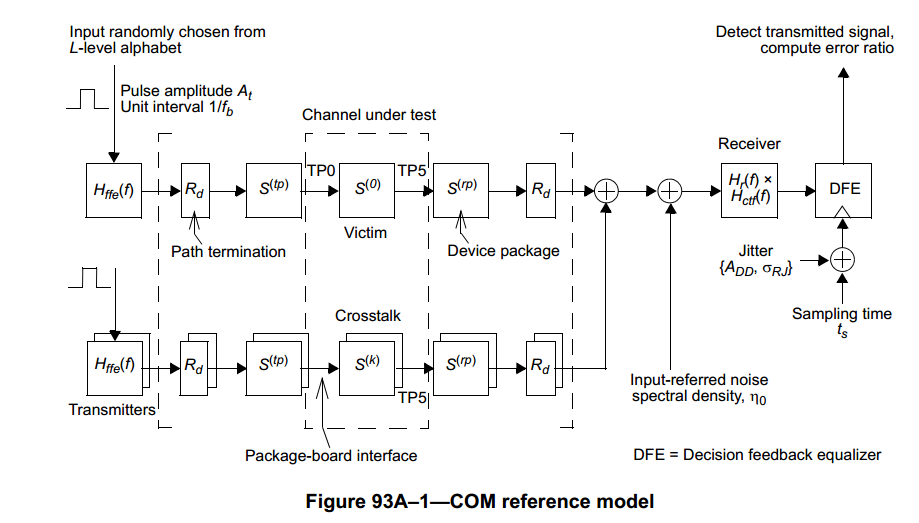 Input randomly chosen from
L-level alphabet
Detect transmitted signal,
compute error ratio
Pulse amplitude At
Unit interval 1/fb
Channel under test
Receiver
Hffe(f)
Rd
S(tp)
TP0
S(0)
TP5
S(rp)
Rd
Hr(f) ×
Hctf(f)
DFE
Victim
Path termination
Device package
Jitter
{ADD, σRJ}
Crosstalk
Sampling time
ts
Hffe(f)
Rd
S(tp)
S(k)
S(rp)
Rd
TP5
Transmitters
Input-referred noise
spectral density, η0
Package-board interface
DFE = Decision feedback equalizer
Figure 93A–1—COM reference model